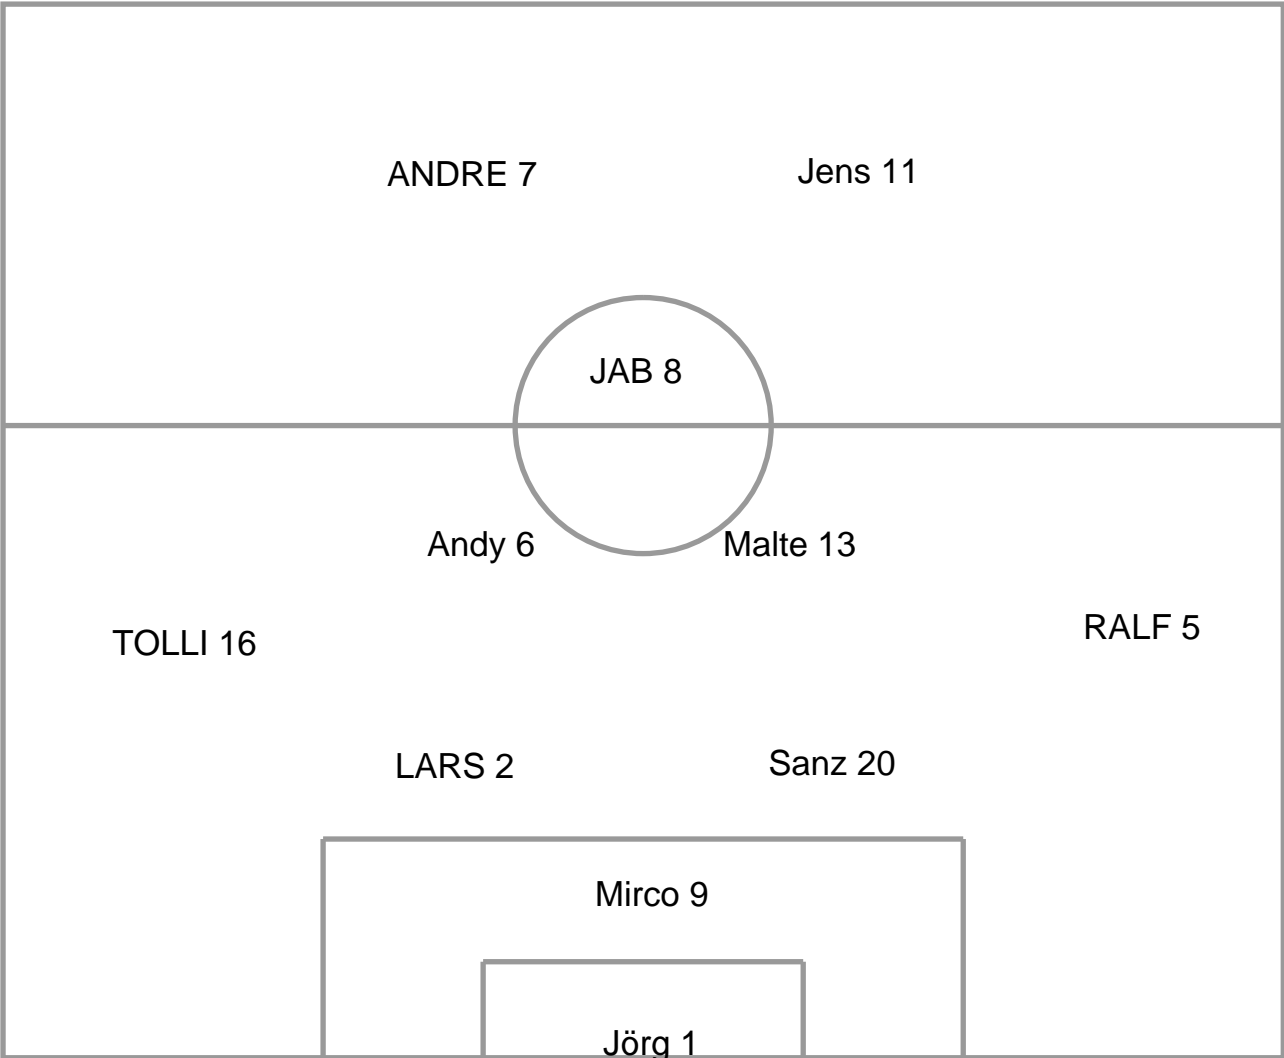 ANDRE 7
Jens 11
JAB 8
Andy 6
Malte 13
TOLLI 16
RALF 5
LARS 2
Sanz 20
Mirco 9
Jörg 1